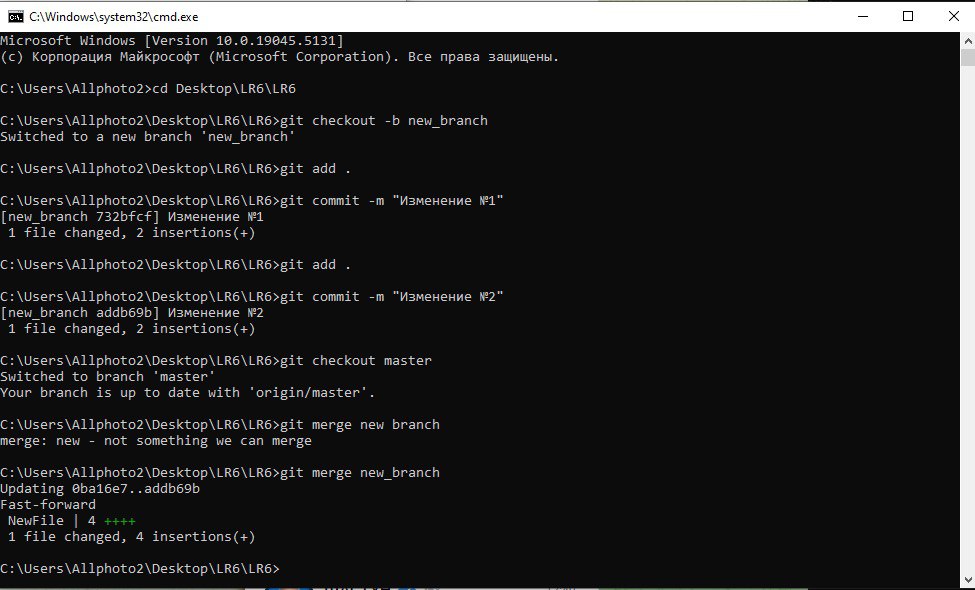 C:\Windows\system32\cmd.exe
Microsoft Windows [Version 10.0.19045.5131]
(c) Корпорация Майкрософт (Microsoft Corporation). Все права защищены.
C:\Users\Allphoto2>cd Desktop\LR6\LR6
C:\Users\Allphoto2\Desktop\LR6\LR6>git checkout -b new_branch
Switched to a new branch 'new_branch'
C:\Users\Allphoto2\Desktop\LR6\LR6>git add .
C:\Users\Allphoto2\Desktop\LR6\LR6>git commit -m "Изменение №1"
[new_branch 732bfcf] Изменение №1
 1 file changed, 2 insertions(+)
C:\Users\Allphoto2\Desktop\LR6\LR6>git add .
C:\Users\Allphoto2\Desktop\LR6\LR6>git commit -m "Изменение №2"
[new_branch addb69b] Изменение №2
 1 file changed, 2 insertions(+)
C:\Users\Allphoto2\Desktop\LR6\LR6>git checkout master
Switched to branch 'master'
Your branch is up to date with 'origin/master'.
C:\Users\Allphoto2\Desktop\LR6\LR6>git merge new branch
merge: new - not something we can merge
C:\Users\Allphoto2\Desktop\LR6\LR6>git merge new_branch
Updating 0ba16e7..addb69b
Fast-forward
 NewFile | 4 ++++
 1 file changed, 4 insertions(+)
C:\Users\Allphoto2\Desktop\LR6\LR6>